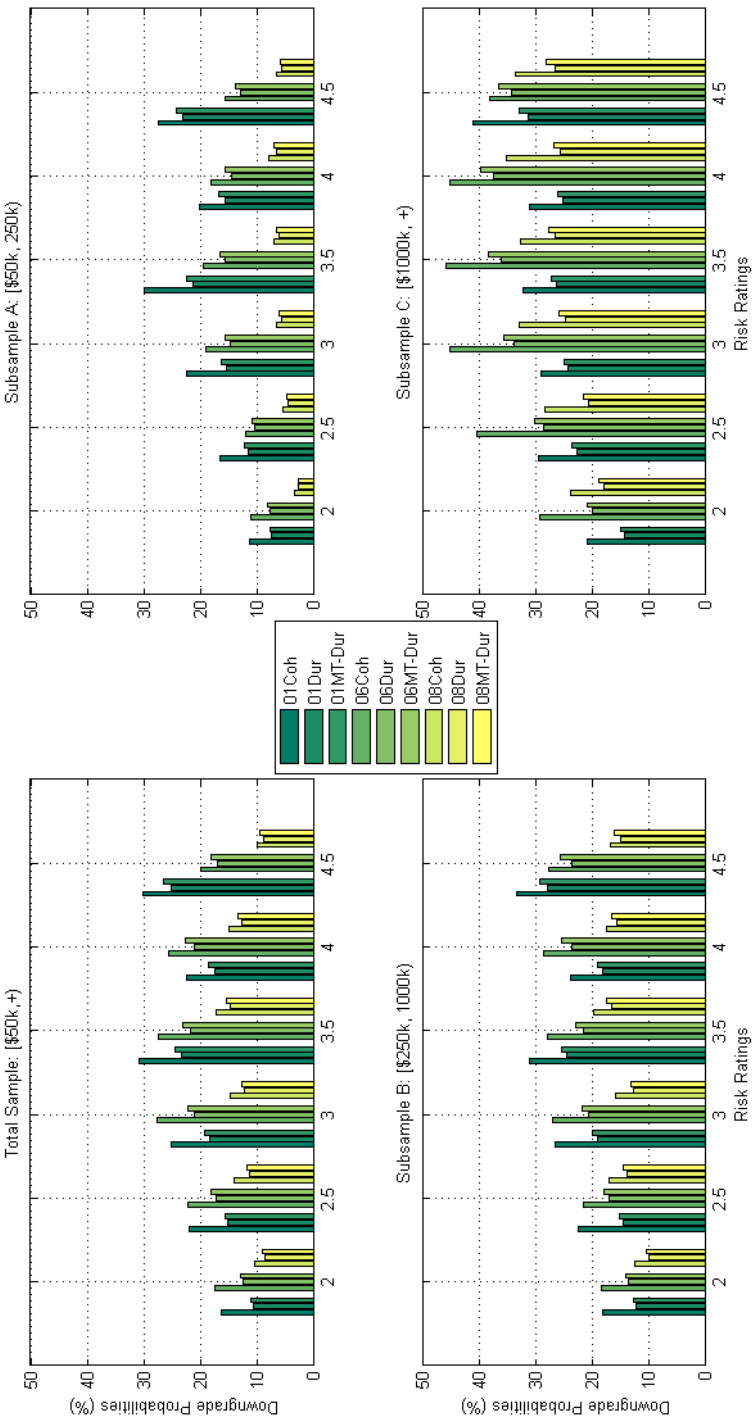 Total Sample: [$50k,+)
Downgrade Probabilities (%)
50
40
30
20
10
0
2
2.5
3
3.5
4
4.5
Subsample A: [$50k, 250k)
50
40
30
20
10
0
2
2.5
3
3.5
4
4.5
01Coh
01Dur
01MT-Dur
06Coh
06Dur
06MT-Dur
08Coh
08Dur
08MT-Dur
Subsample B: [$250k, 1000k)
Downgrade Probabilities (%)
50
40
30
20
10
0
2
2.5
3
3.5
4
4.5
Risk Ratings
Subsample C: [$1000k, +)
50
40
30
20
10
0
2
2.5
3
3.5
4
4.5
Risk Ratings